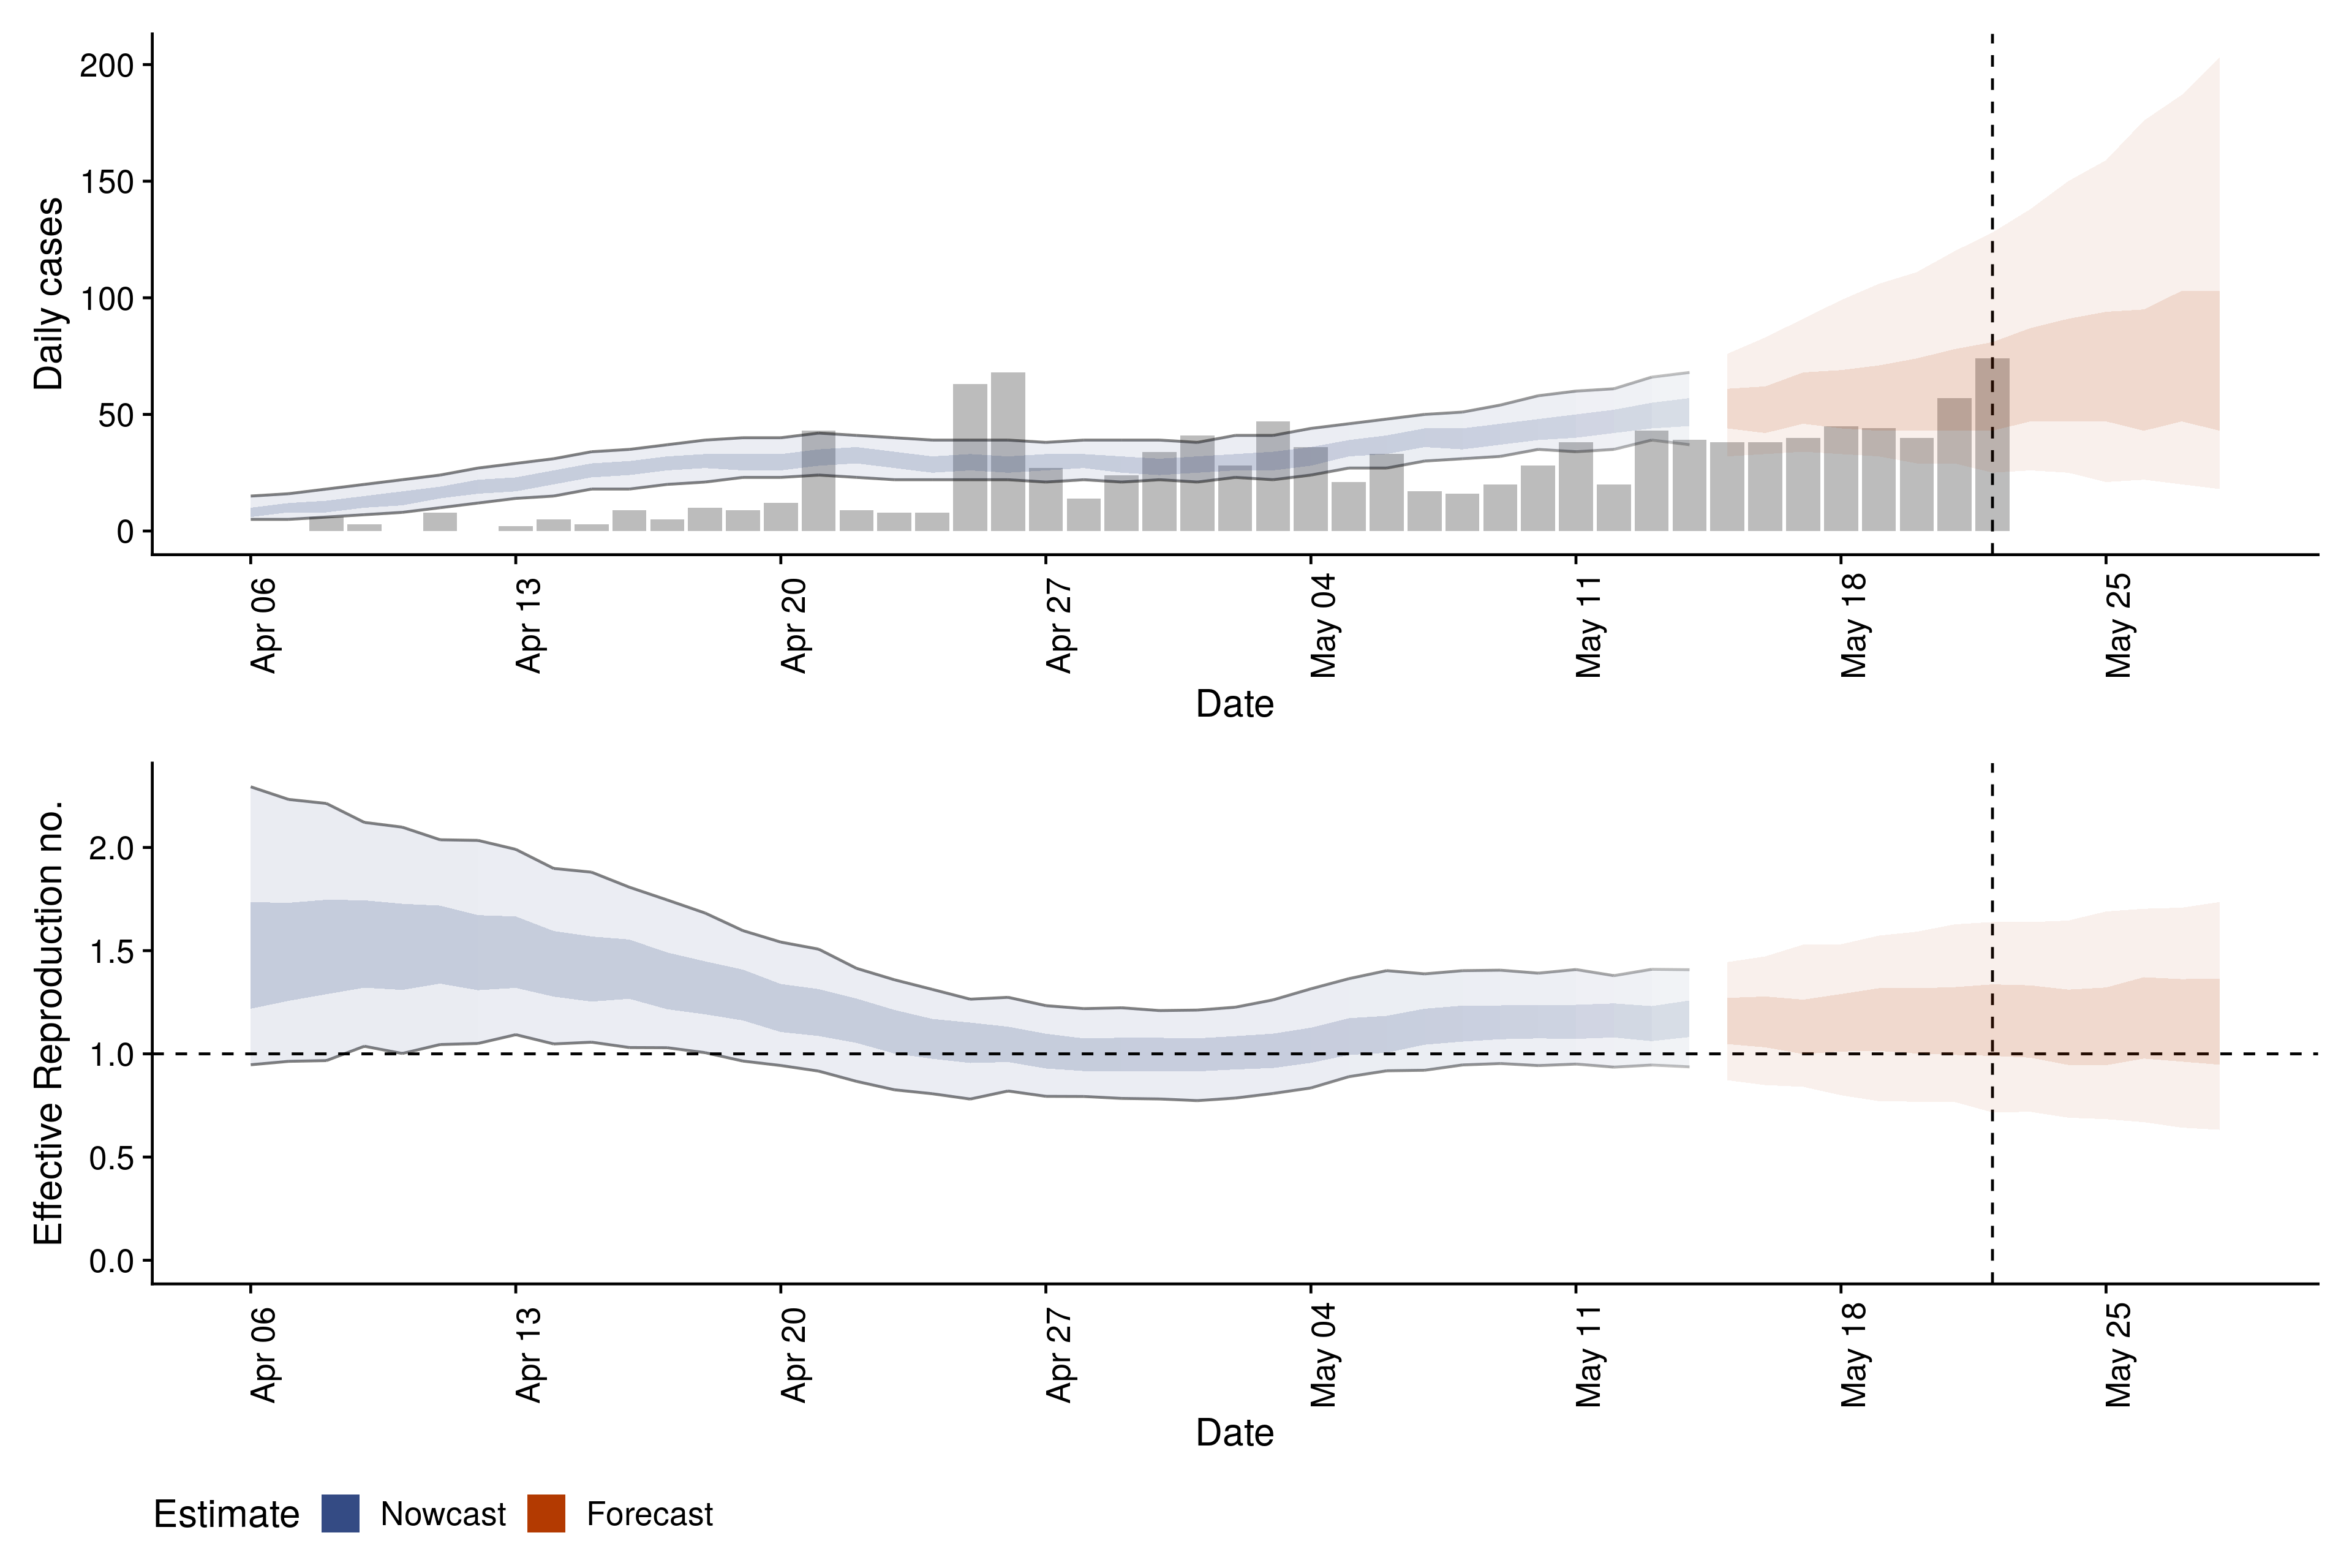 200
150
100
50
0
Daily cases
Apr 06
Apr 13
Apr 20
Apr 27
May 04
May 11
May 18
May 25
Date
2.0
1.5
1.0
0.5
0.0
Effective Reproduction no.
Apr 06
Apr 13
Apr 20
Apr 27
May 04
May 11
May 18
May 25
Date
Estimate Nowcast Forecast